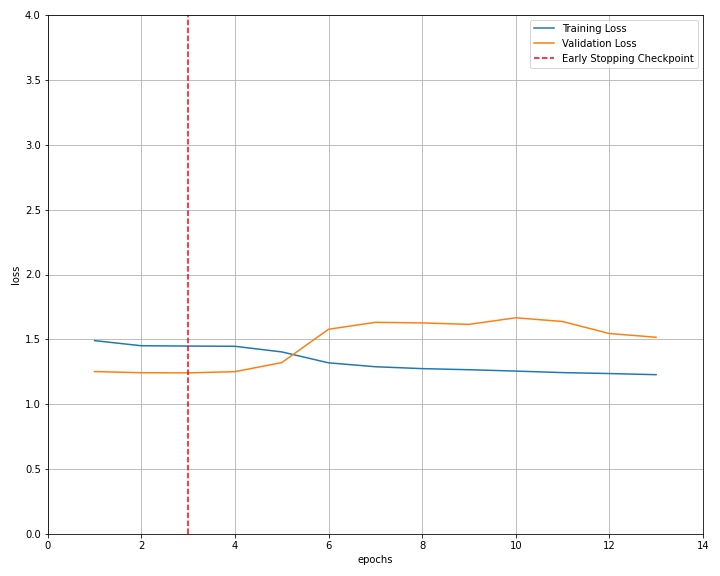 4.0
3.5
3.0
2.5
2.0
1.5
1.0
0.5
0.0
loss
Training Loss
Validation Loss
Early Stopping Checkpoint
0 2 4 6 8 10 12 14
epochs